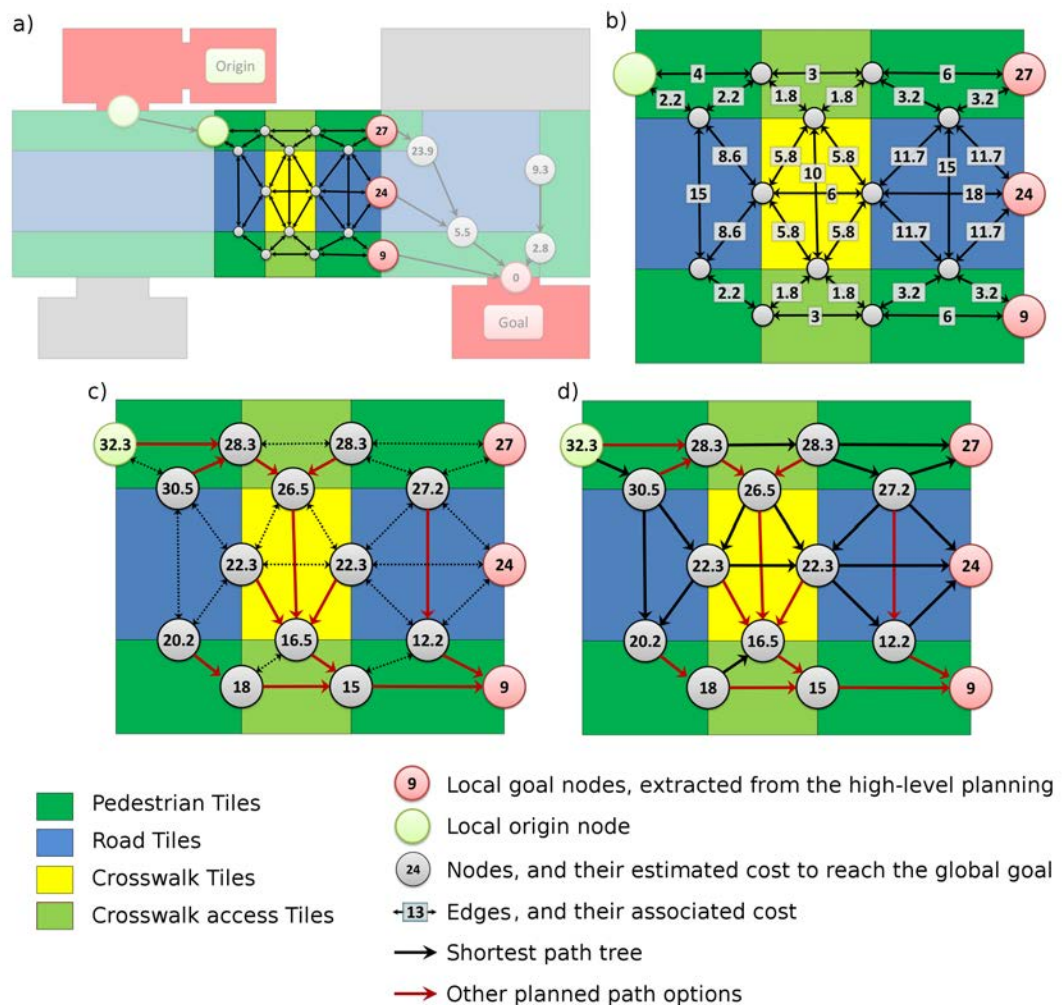 a)
Origin
27
23.9
9.3
24
5.5
2.8
9
0
Goal
b)
4 3 6 27
2.2 2.2 1.8 1.8 3.2 3.2
8.6 5.8 5.8 11.7 11.7
10 15
15 6 18 24
8.6 5.8 5.8 11.7 11.7
2.2 1.8 1.8 3.2 3.2
3 6 9
c)
32.3 28.3 28.3 27
30.5 26.5 27.2
22.3 22.3 24
20.2 16.5 12.2
18 15 9
d)
32.3 28.3 28.3 27
30.5 26.5 27.2
22.3 22.3 24
20.2 16.5 12.2
18 15 9
Pedestrian Tiles
Road Tiles
Crosswalk Tiles
Crosswalk access Tiles
9 Local goal nodes, extracted from the high-level planning
Local origin node
24 Nodes, and their estimated cost to reach the global goal
13 Edges, and their associated cost
Shortest path tree
Other planned path options